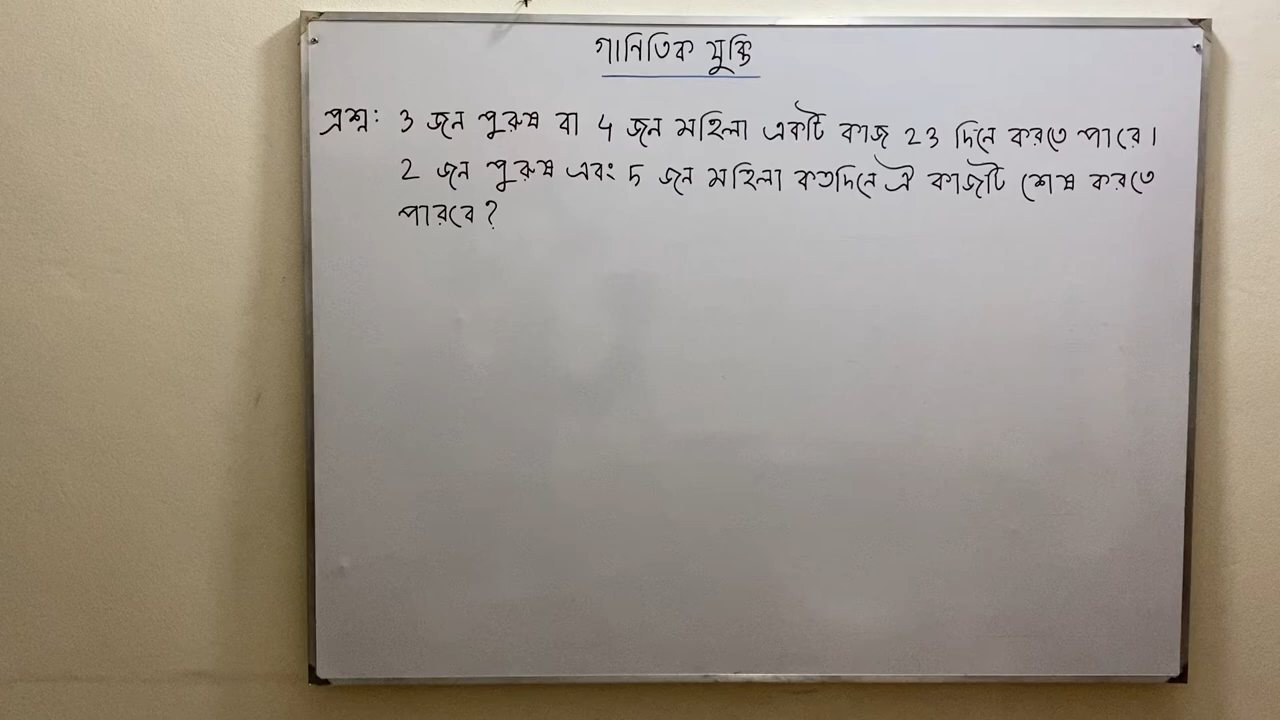 গানিতিক যুক্তি
প্রশ্ন: 3 জন পুরুষ বা 4 জন মহিলা একটি কাজ 23 দিনে করতে পারে।
2 জন পুরুষ এবং 5 জন মহিলা কতদিনে ঐ কাজটি শেষ করতে
পারবে?